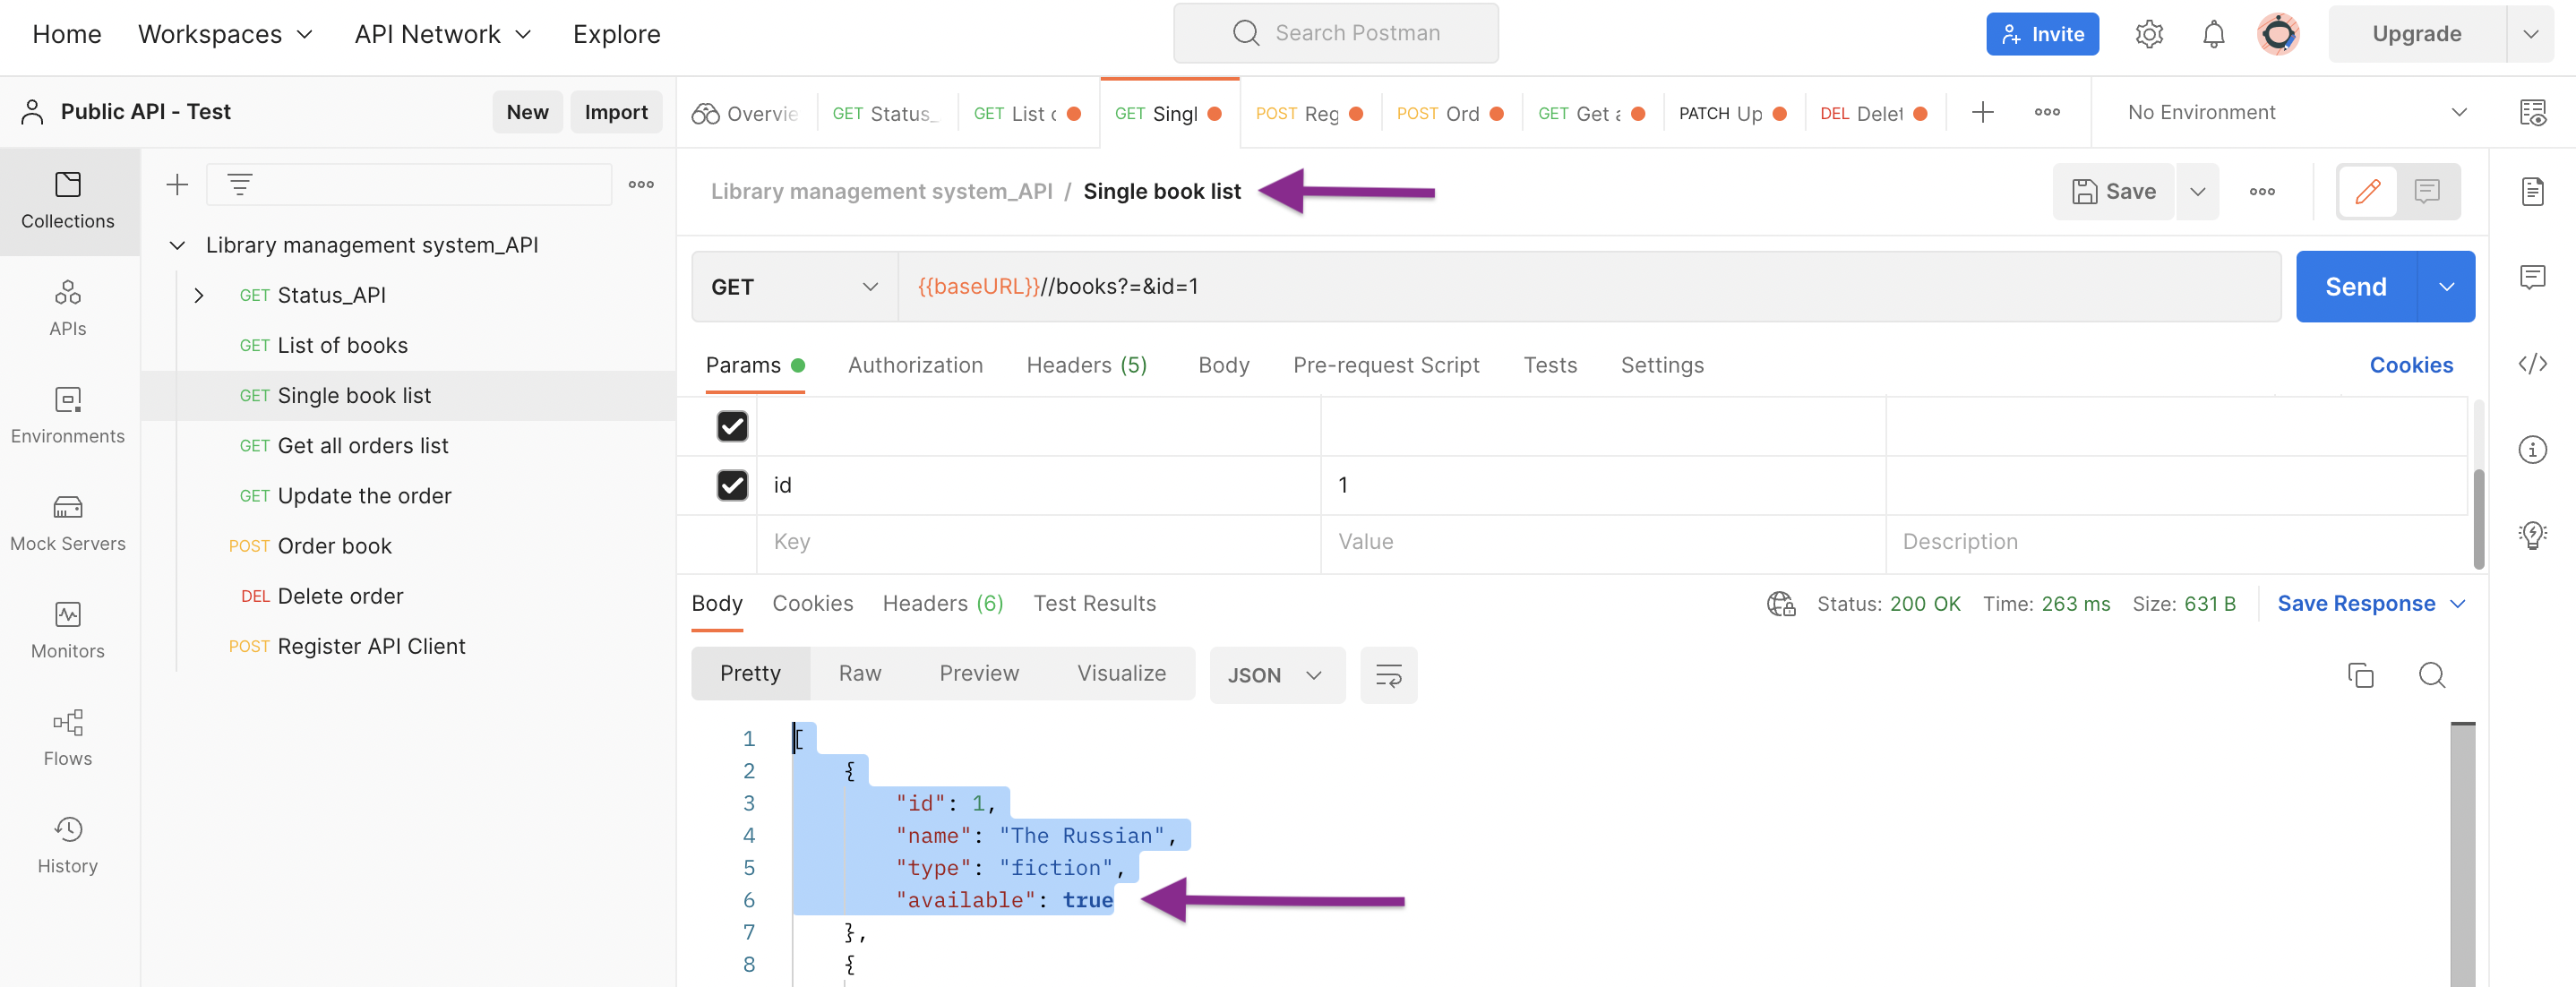 Home Workspaces API Network Explore Search Postman Invite Upgrade
Public API - Test New Import
Overvie GET Status_ GET List c GET Singl POST Reg POST Ord GET Get a PATCH Up DEL Delet No Environment
Library management system_API / Single book list Save
Collections
APIs
Environments
Mock Servers
Monitors
Flows
History
Library management system_API
GET Status_API
GET List of books
GET Single book list
GET Get all orders list
GET Update the order
POST Order book
DEL Delete order
POST Register API Client
GET {{baseURL}}//books?=&id=1 Send
Params Authorization Headers (5) Body Pre-request Script Tests Settings Cookies
id 1
Key Value Description
Body Cookies Headers (6) Test Results Status: 200 OK Time: 263 ms Size: 631 B Save Response
Pretty Raw Preview Visualize JSON
1 [
2 {
3 "id": 1,
4 "name": "The Russian",
5 "type": "fiction",
6 "available": true
7 },
8 {